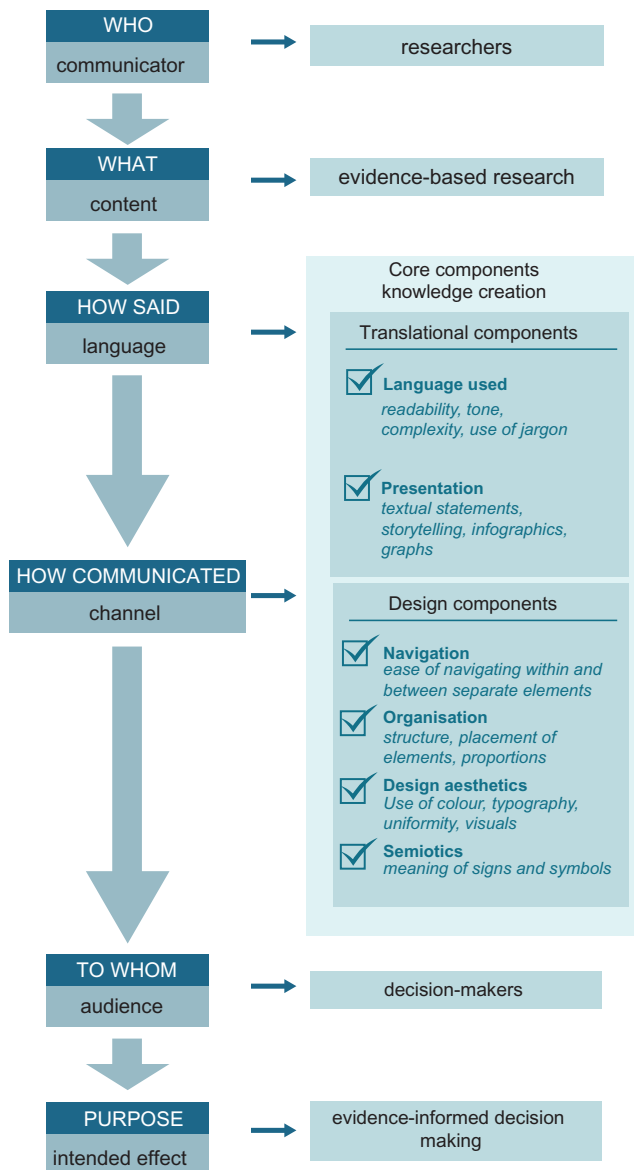 WHO
communicator
researchers
WHAT
content
evidence-based research
HOW SAID
language
Core components
knowledge creation
Translational components
Language used
readability, tone,
complexity, use of jargon
Presentation
textual statements,
storytelling, infographics,
graphs
HOW COMMUNICATED
channel
Design components
Navigation
ease of navigating within and
between separate elements
Organisation
structure, placement of
elements, proportions
Design aesthetics
Use of colour, typography,
uniformity, visuals
Semiotics
meaning of signs and symbols
TO WHOM
audience
decision-makers
PURPOSE
intended effect
evidence-informed decision
making